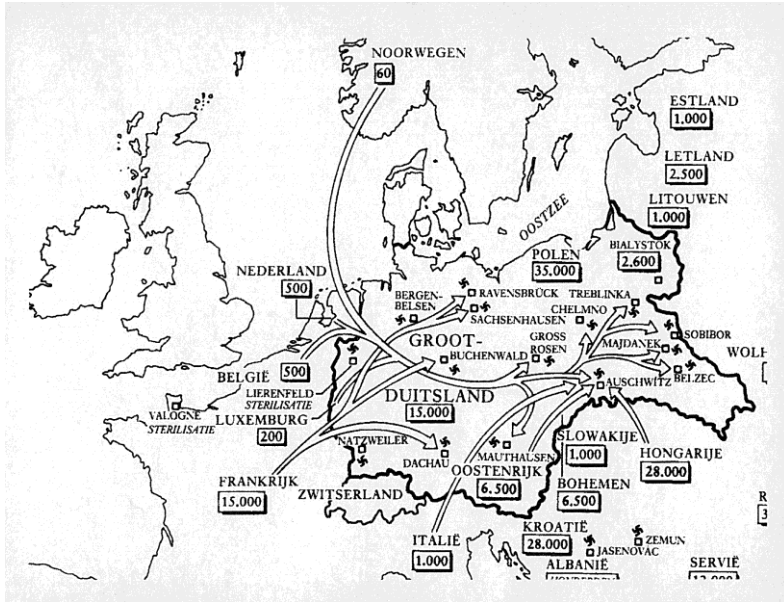 NOORWEGEN
60
ESTLAND
1.000
LETLAND
2.500
LITOUWEN
1.000
OOSTZEE
BIALYSTOK
2.600
POLEN
35.000
NEDERLAND
500
BERGEN-
BELSEN
RAVENSBRÜCK
TREBLINKA
SACHSENHAUSEN
CHELMNO
SOBIBOR
GROOT-
GROSS
ROSEN
MAJDANEK
BUCHENWALD
WOLH
BELGIË
500
LIERENFELD
STERILISATIE
AUSCHWITZ
BELZEC
VALOGNE
STERILISATIE
LUXEMBURG
200
DUITSLAND
15.000
NATZWEILER
DACHAU
MAUTHAUSEN
SLOWAKIJE
1.000
HONGARIJE
28.000
FRANKRIJK
15.000
ZWITSERLAND
OOSTENRIJK
6.500
BOHEMEN
6.500
R
3
ITALIË
1.000
KROATIË
28.000
JASENOVAC
ZEMUN
ALBANIË
SERVIË